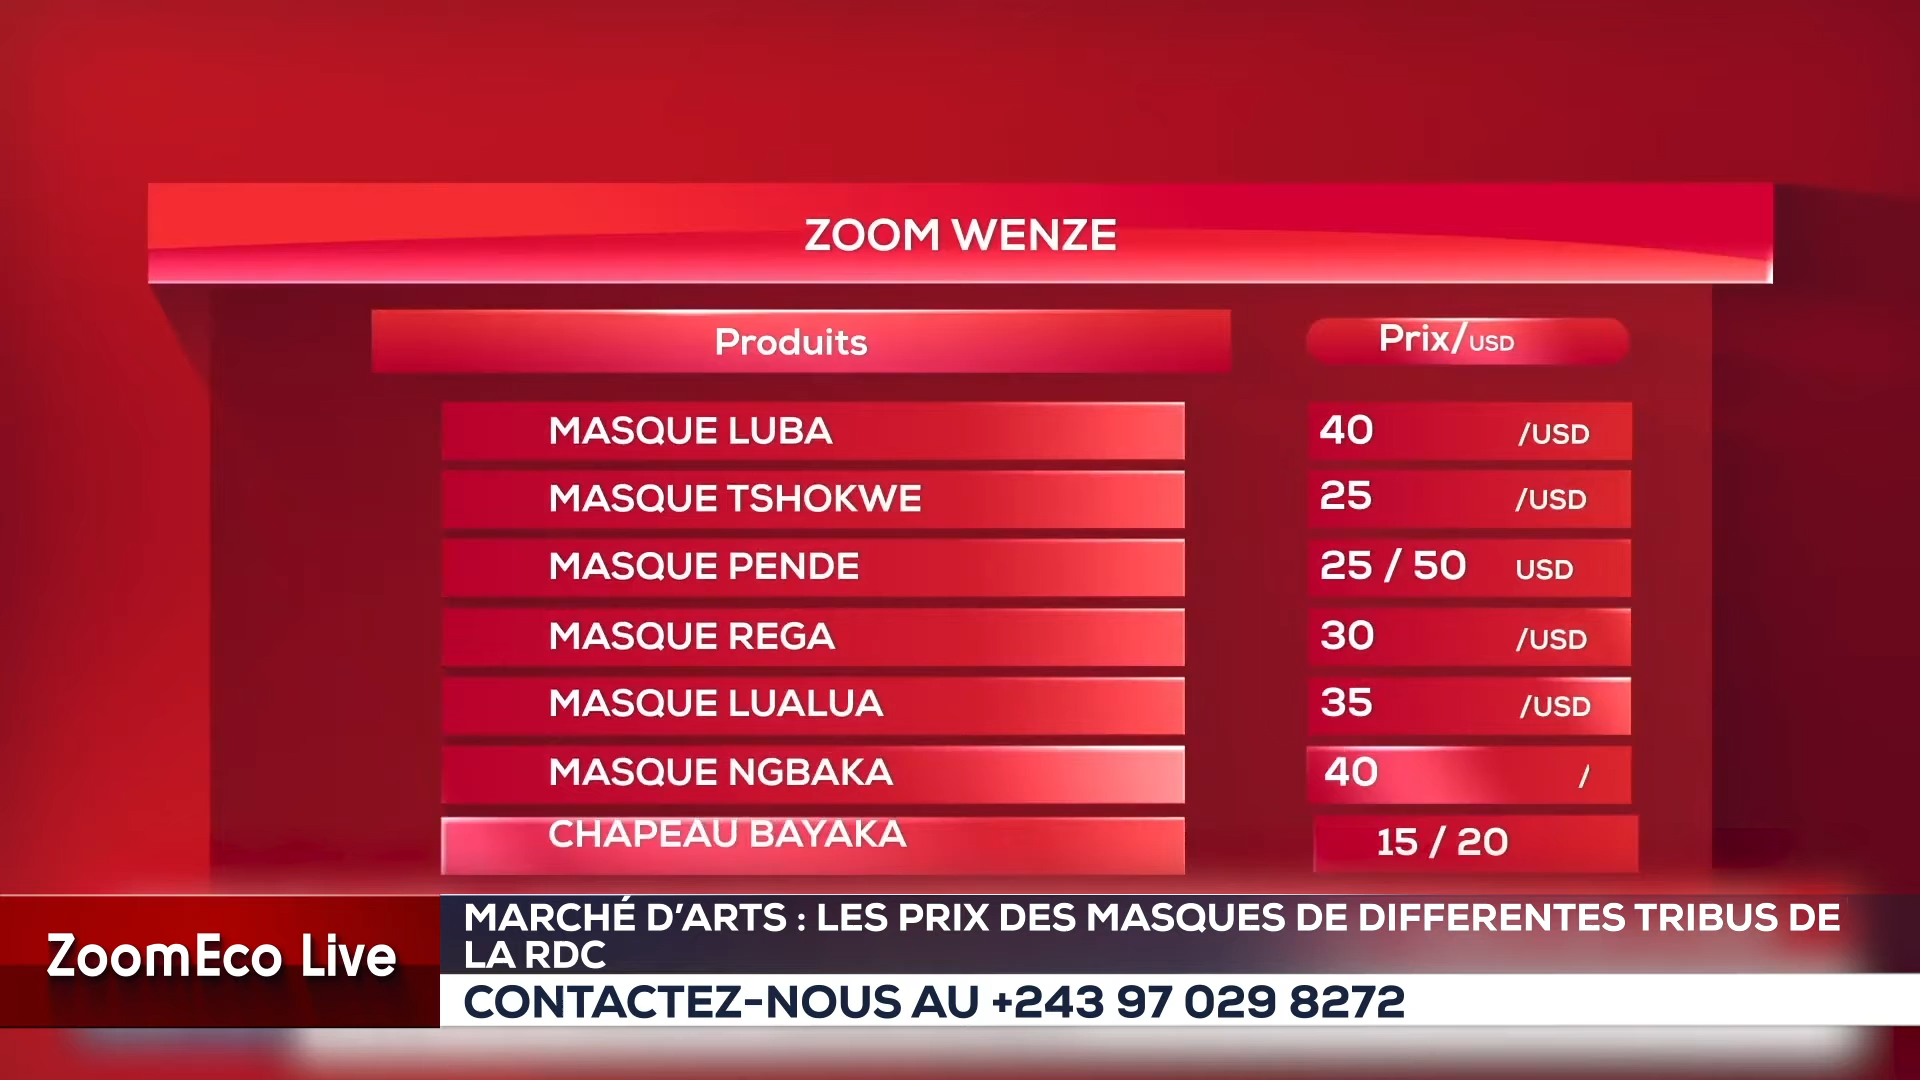 ZOOM WENZE
Produits Prix/USD
MASQUE LUBA 40 /USD
MASQUE TSHOKWE 25 /USD
MASQUE PENDE 25 / 50 USD
MASQUE REGA 30 /USD
MASQUE LUALUA 35 /USD
MASQUE NGBAKA 40 /
CHAPEAU BAYAKA 15 / 20
ZoomEco Live
MARCHÉ D’ARTS : LES PRIX DES MASQUES DE DIFFERENTES TRIBUS DE
LA RDC
CONTACTEZ-NOUS AU +243 97 029 8272